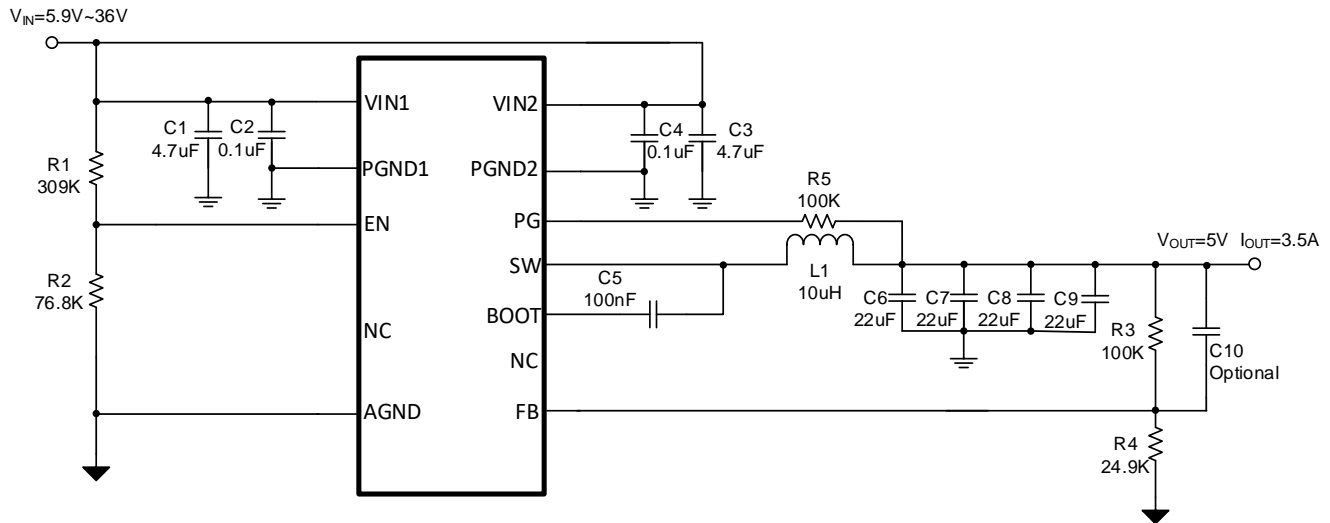 VIN=5.9V~36V
VIN1
VIN2
C1
4.7uF
C2
0.1uF
C4
0.1uF
C3
4.7uF
R1
309K
PGND1
PGND2
R5
100K
EN
PG
VOUT=5V IOUT=3.5A
SW
L1
10uH
R2
76.8K
C5
100nF
C6
22uF
C7
22uF
C8
22uF
C9
22uF
BOOT
NC
NC
R3
100K
C10
Optional
AGND
FB
R4
24.9K